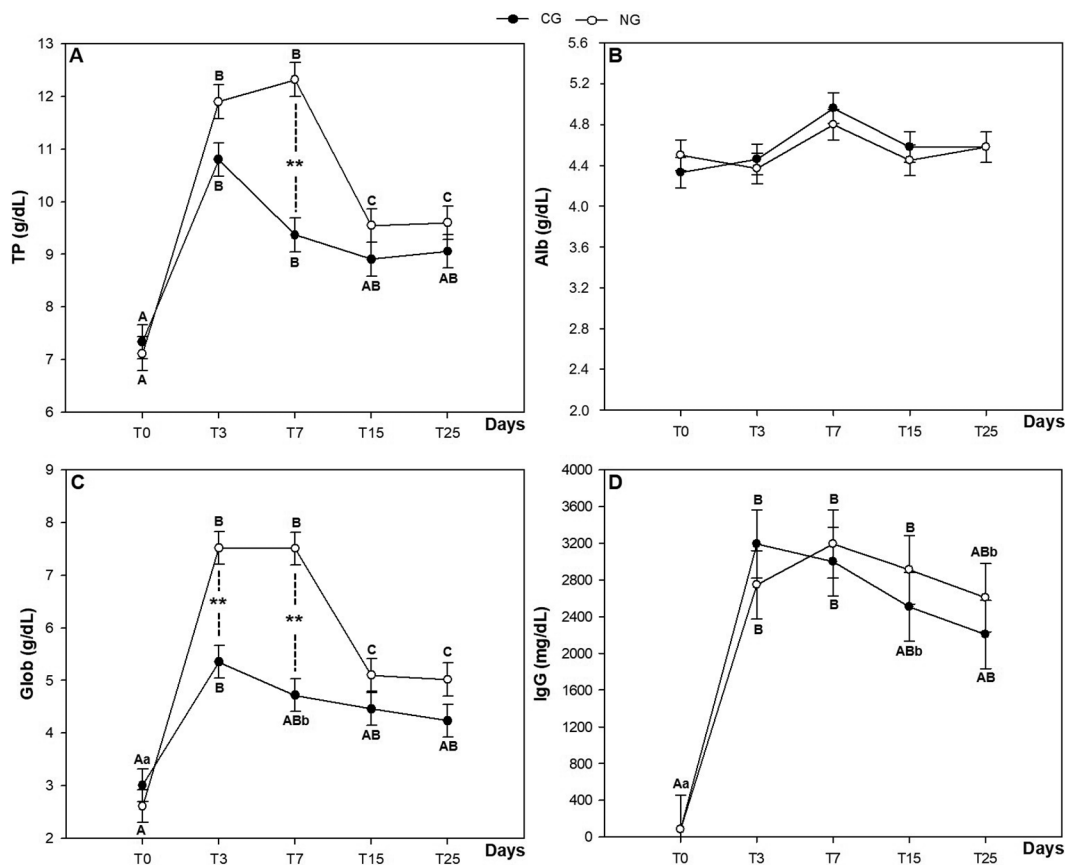 CG NG
A
TP (g/dL)
13
12
11
10
9
8
7
6
B
B
B
**
B
C
C
AB
AB
A
A
T0 T3 T7 T15 T25 Days
B
Alb (g/dL)
5.6
5.2
4.8
4.4
4.0
3.6
3.2
2.8
2.4
2.0
T0 T3 T7 T15 T25 Days
C
Glob (g/dL)
9
8
7
6
5
4
3
2
B
B
**
**
B
ABb
C
C
AB
AB
Aa
A
T0 T3 T7 T15 T25 Days
D
IgG (mg/dL)
4000
3600
3200
2800
2400
2000
1600
1200
800
400
0
B
B
B
ABb
B
B
ABb
AB
Aa
T0 T3 T7 T15 T25 Days